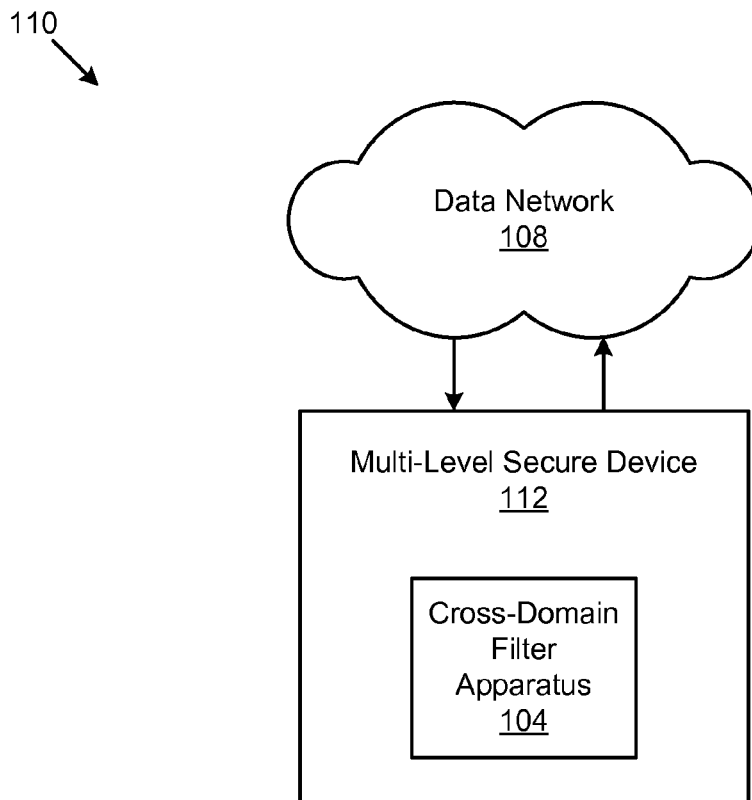 110
Data Network
108
Multi-Level Secure Device
112
Cross-Domain
Filter
Apparatus
104